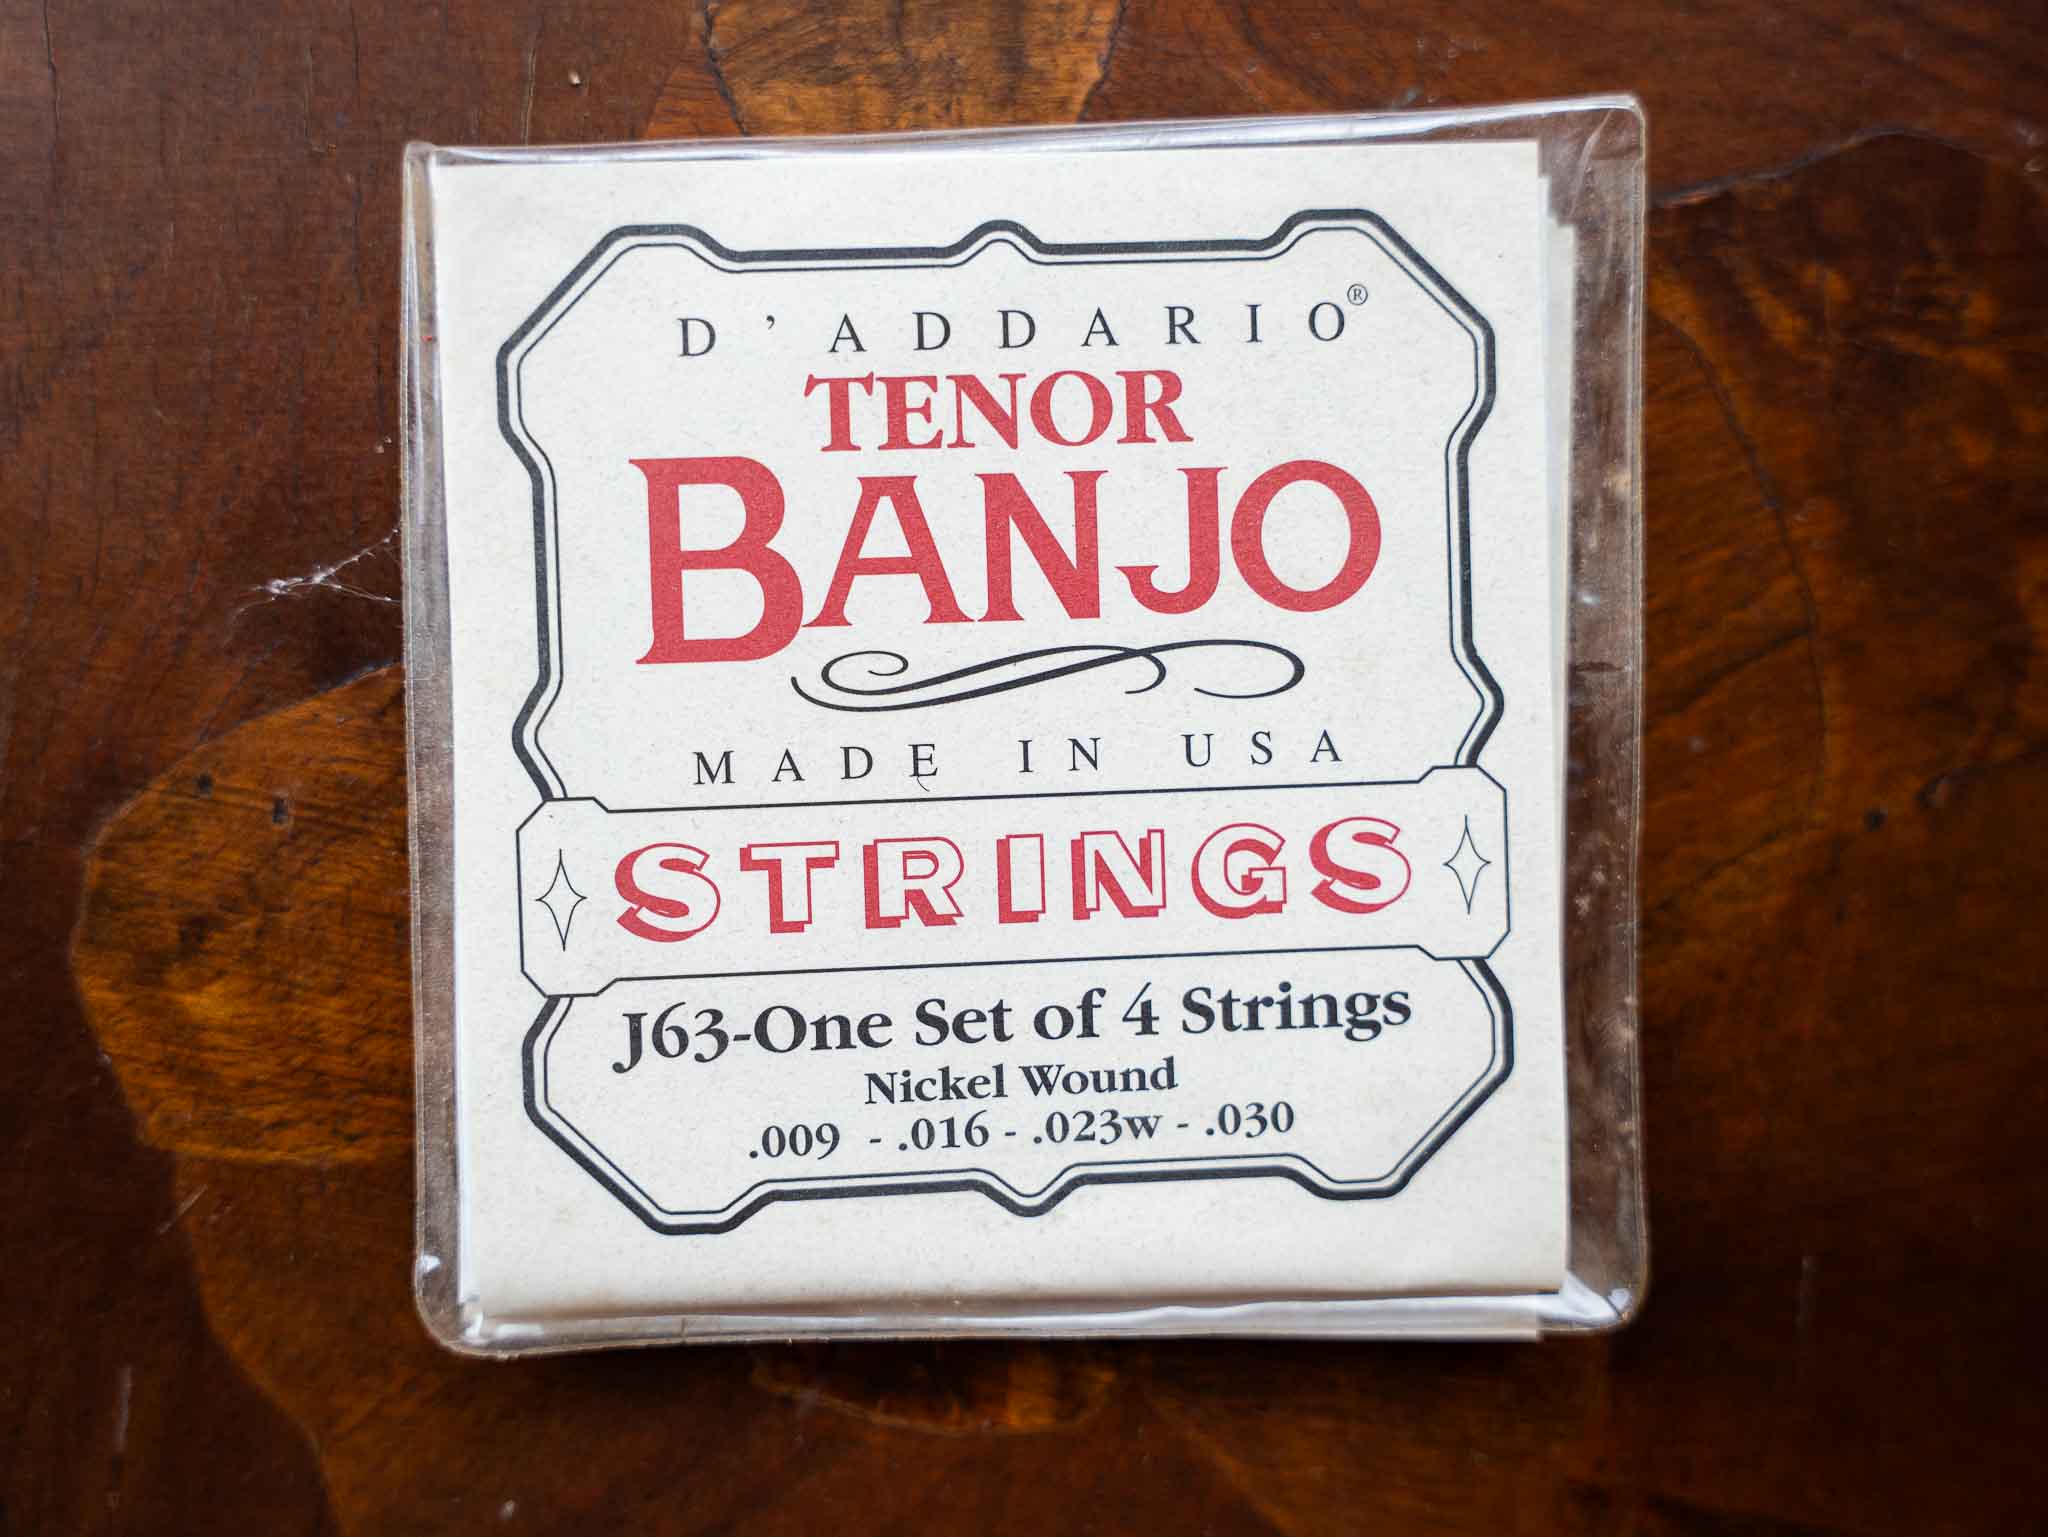 D'ADDARIO®
TENOR
BANJO
MADE IN USA
STRINGS
J63-One Set of 4 Strings
Nickel Wound
.009 - .016 - .023w - .030